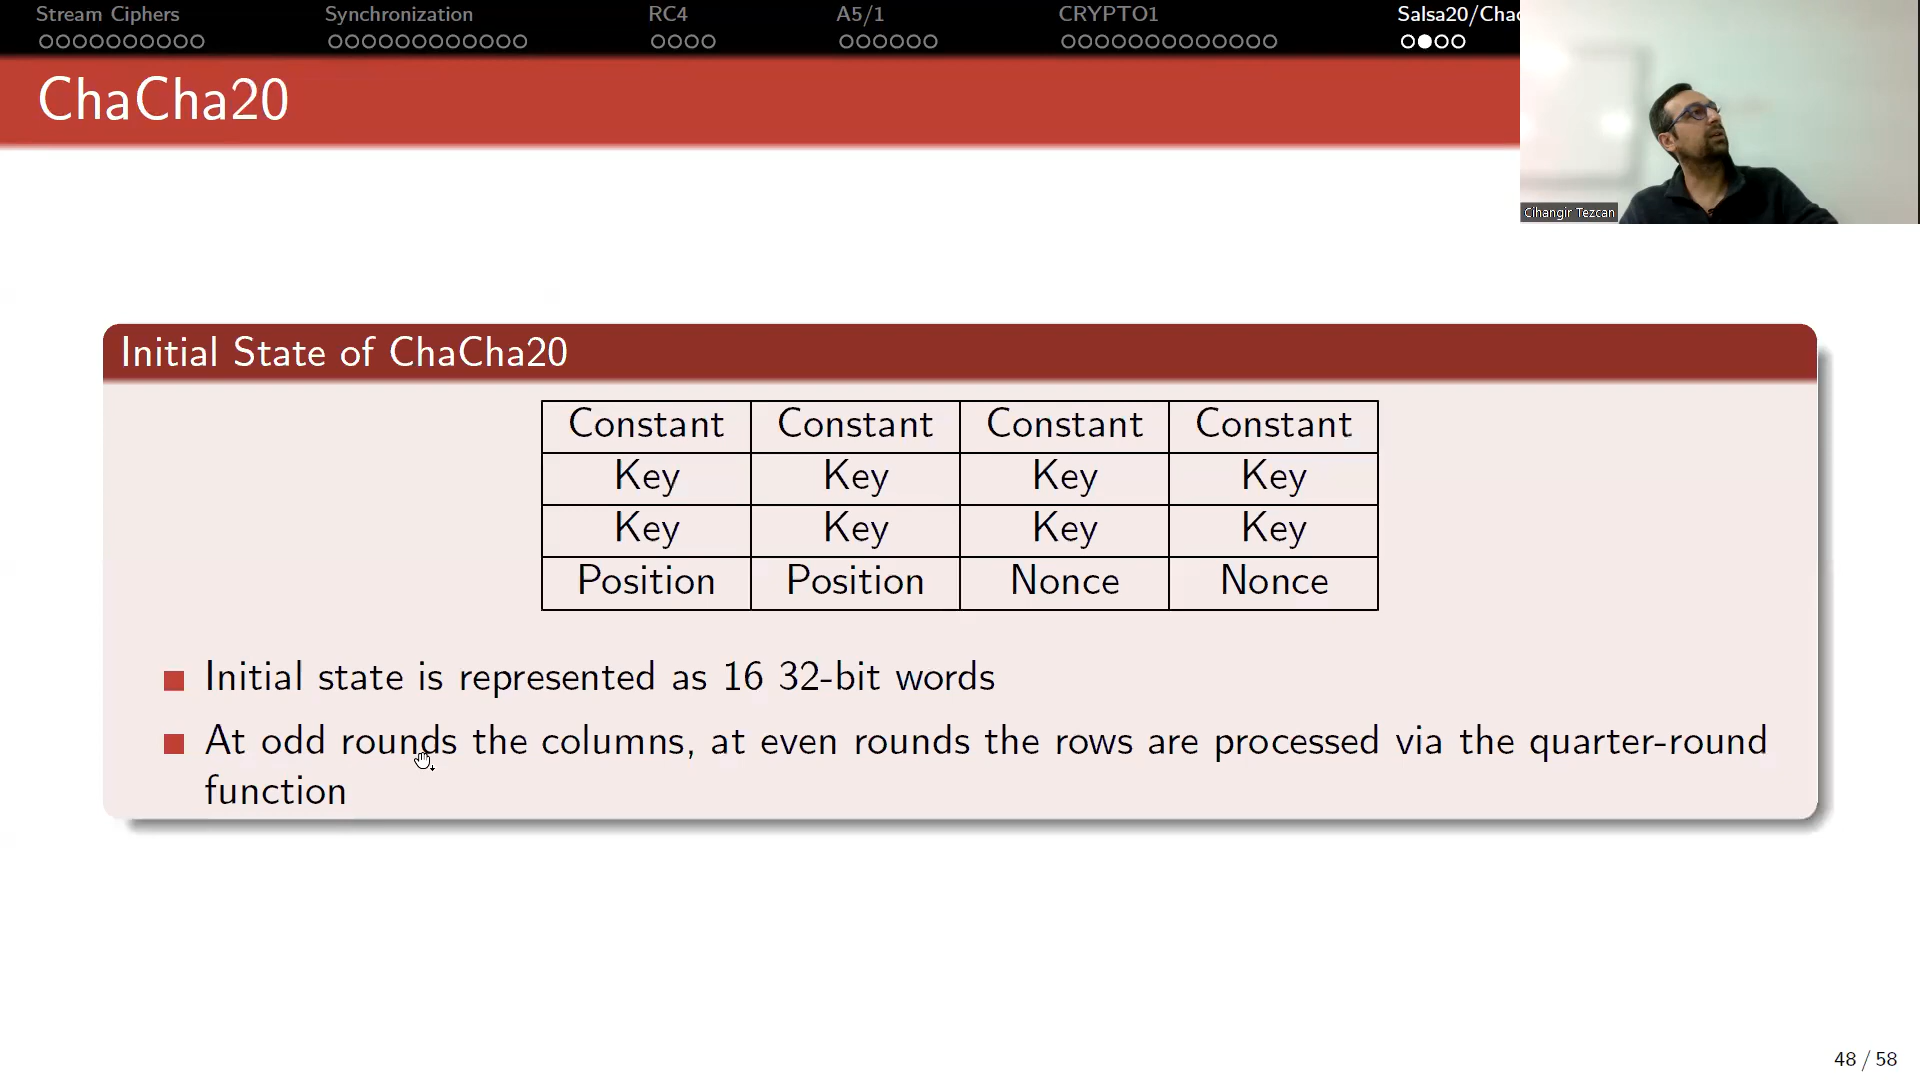 Stream Ciphers Synchronization RC4 A5/1 CRYPTO1 Salsa20/Chac
ChaCha20
Cihangir Tezcan
Initial State of ChaCha20
Constant Constant Constant Constant
Key Key Key Key
Key Key Key Key
Position Position Nonce Nonce
Initial state is represented as 16 32-bit words
At odd rounds the columns, at even rounds the rows are processed via the quarter-round
function
48 / 58